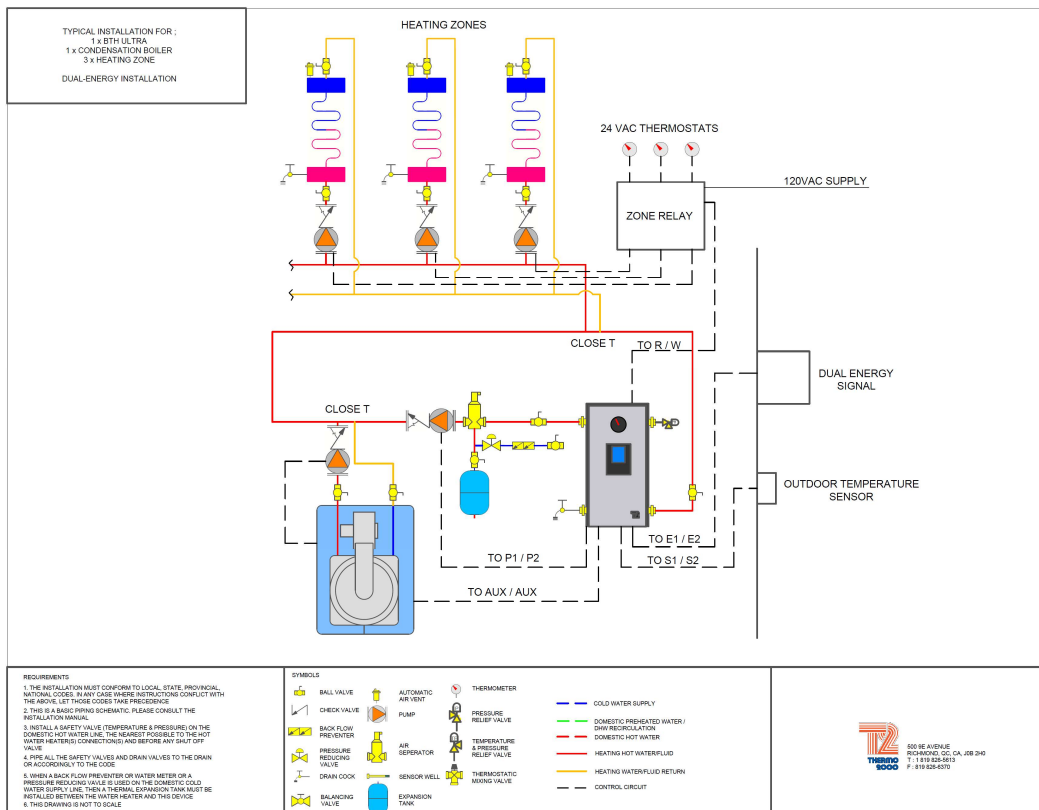 TYPICAL INSTALLATION FOR ;
1 x BTH ULTRA
1 x CONDENSATION BOILER
3 x HEATING ZONE
DUAL-ENERGY INSTALLATION
HEATING ZONES
24 VAC THERMOSTATS
120VAC SUPPLY
ZONE RELAY
CLOSE T
TO R / W
DUAL ENERGY
SIGNAL
CLOSE T
OUTDOOR TEMPERATURE
SENSOR
TO E1 / E2
TO P1 / P2
TO S1 / S2
TO AUX / AUX
REQUIREMENTS
1. THE INSTALLATION MUST CONFORM TO LOCAL, STATE, PROVINCIAL,
NATIONAL CODES. IN ANY CASE WHERE INSTRUCTIONS CONFLICT WITH
THE ABOVE, LET THOSE CODES TAKE PRECEDENCE
2. THIS IS A BASIC PIPING SCHEMATIC. PLEASE CONSULT THE
INSTALLATION MANUAL
3. INSTALL A SAFETY VALVE (TEMPERATURE & PRESSURE) ON THE
DOMESTIC HOT WATER LINE, THE NEAREST POSSIBLE TO THE HOT
WATER HEATER(S) CONNECTION(S) AND BEFORE ANY SHUT OFF
VALVE
4. PIPE ALL THE SAFETY VALVES AND DRAIN VALVES TO THE DRAIN
OR ACCORDINGLY TO THE CODE
5. WHEN A BACK FLOW PREVENTER OR WATER METER OR A
PRESSURE REDUCING VAVLE IS USED ON THE DOMESTIC COLD
WATER SUPPLY LINE, THEN A THERMAL EXPANSION TANK MUST BE
INSTALLED BETWEEN THE WATER HEATER AND THIS DEVICE
6. THIS DRAWING IS NOT TO SCALE
SYMBOLS
BALL VALVE
CHECK VALVE
BACK FLOW
PREVENTER
PRESSURE
REDUCING
VALVE
DRAIN COCK
BALANCING
VALVE
AUTOMATIC
AIR VENT
PUMP
AIR
SEPERATOR
SENSOR WELL
EXPANSION
TANK
THERMOMETER
PRESSURE
RELIEF VALVE
TEMPERATURE
& PRESSURE
RELIEF VALVE
THERMOSTATIC
MIXING VALVE
COLD WATER SUPPLY
DOMESTIC PREHEATED WATER /
DHW RECIRCULATION
DOMESTIC HOT WATER
HEATING HOT WATER/FLUID
HEATING WATER/FLUID RETURN
CONTROL CIRCUIT
T2
THERMO
2000
500 9E AVENUE
RICHMOND, QC, CA, J0B 2H0
T : 1 819 826-5613
F : 819 826-6370